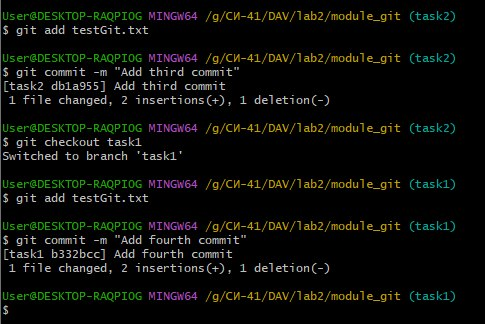 User@DESKTOP-RAQPIOG MINGW64 /g/СИ-41/DAV/lab2/module_git (task2)
$ git add testGit.txt
User@DESKTOP-RAQPIOG MINGW64 /g/СИ-41/DAV/lab2/module_git (task2)
$ git commit -m "Add third commit"
[task2 db1a955] Add third commit
1 file changed, 2 insertions(+), 1 deletion(-)
User@DESKTOP-RAQPIOG MINGW64 /g/СИ-41/DAV/lab2/module_git (task2)
$ git checkout task1
Switched to branch 'task1'
User@DESKTOP-RAQPIOG MINGW64 /g/СИ-41/DAV/lab2/module_git (task1)
$ git add testGit.txt
User@DESKTOP-RAQPIOG MINGW64 /g/СИ-41/DAV/lab2/module_git (task1)
$ git commit -m "Add fourth commit"
[task1 b332bcc] Add fourth commit
1 file changed, 2 insertions(+), 1 deletion(-)
User@DESKTOP-RAQPIOG MINGW64 /g/СИ-41/DAV/lab2/module_git (task1)
$